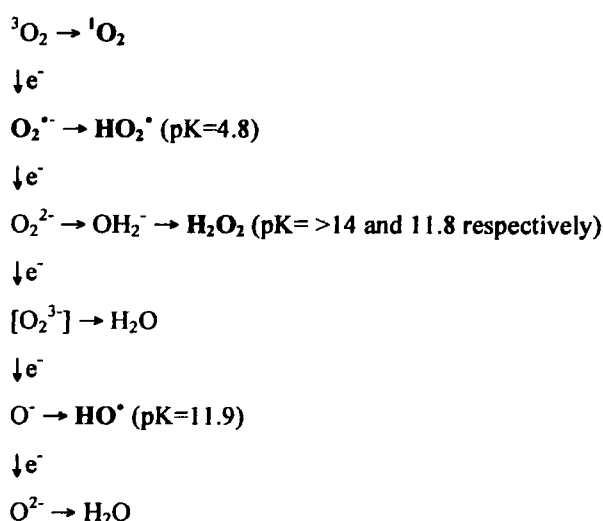 ³O₂ → ¹O₂
↓e⁻
O₂•⁻ → HO₂• (pK=4.8)
↓e⁻
O₂²⁻ → OH₂⁻ → H₂O₂ (pK= >14 and 11.8 respectively)
↓e⁻
[O₂³⁻] → H₂O
↓e⁻
O⁻ → HO• (pK=11.9)
↓e⁻
O²⁻ → H₂O